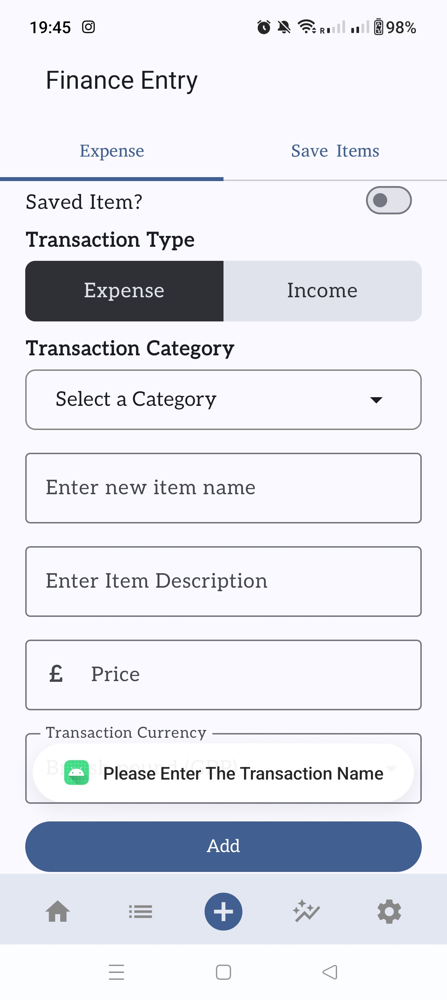 19:45 R 98%
Finance Entry
Expense Save Items
Saved Item?
Transaction Type
Expense Income
Transaction Category
Select a Category
Enter new item name
Enter Item Description
£ Price
Transaction Currency
Please Enter The Transaction Name
Add